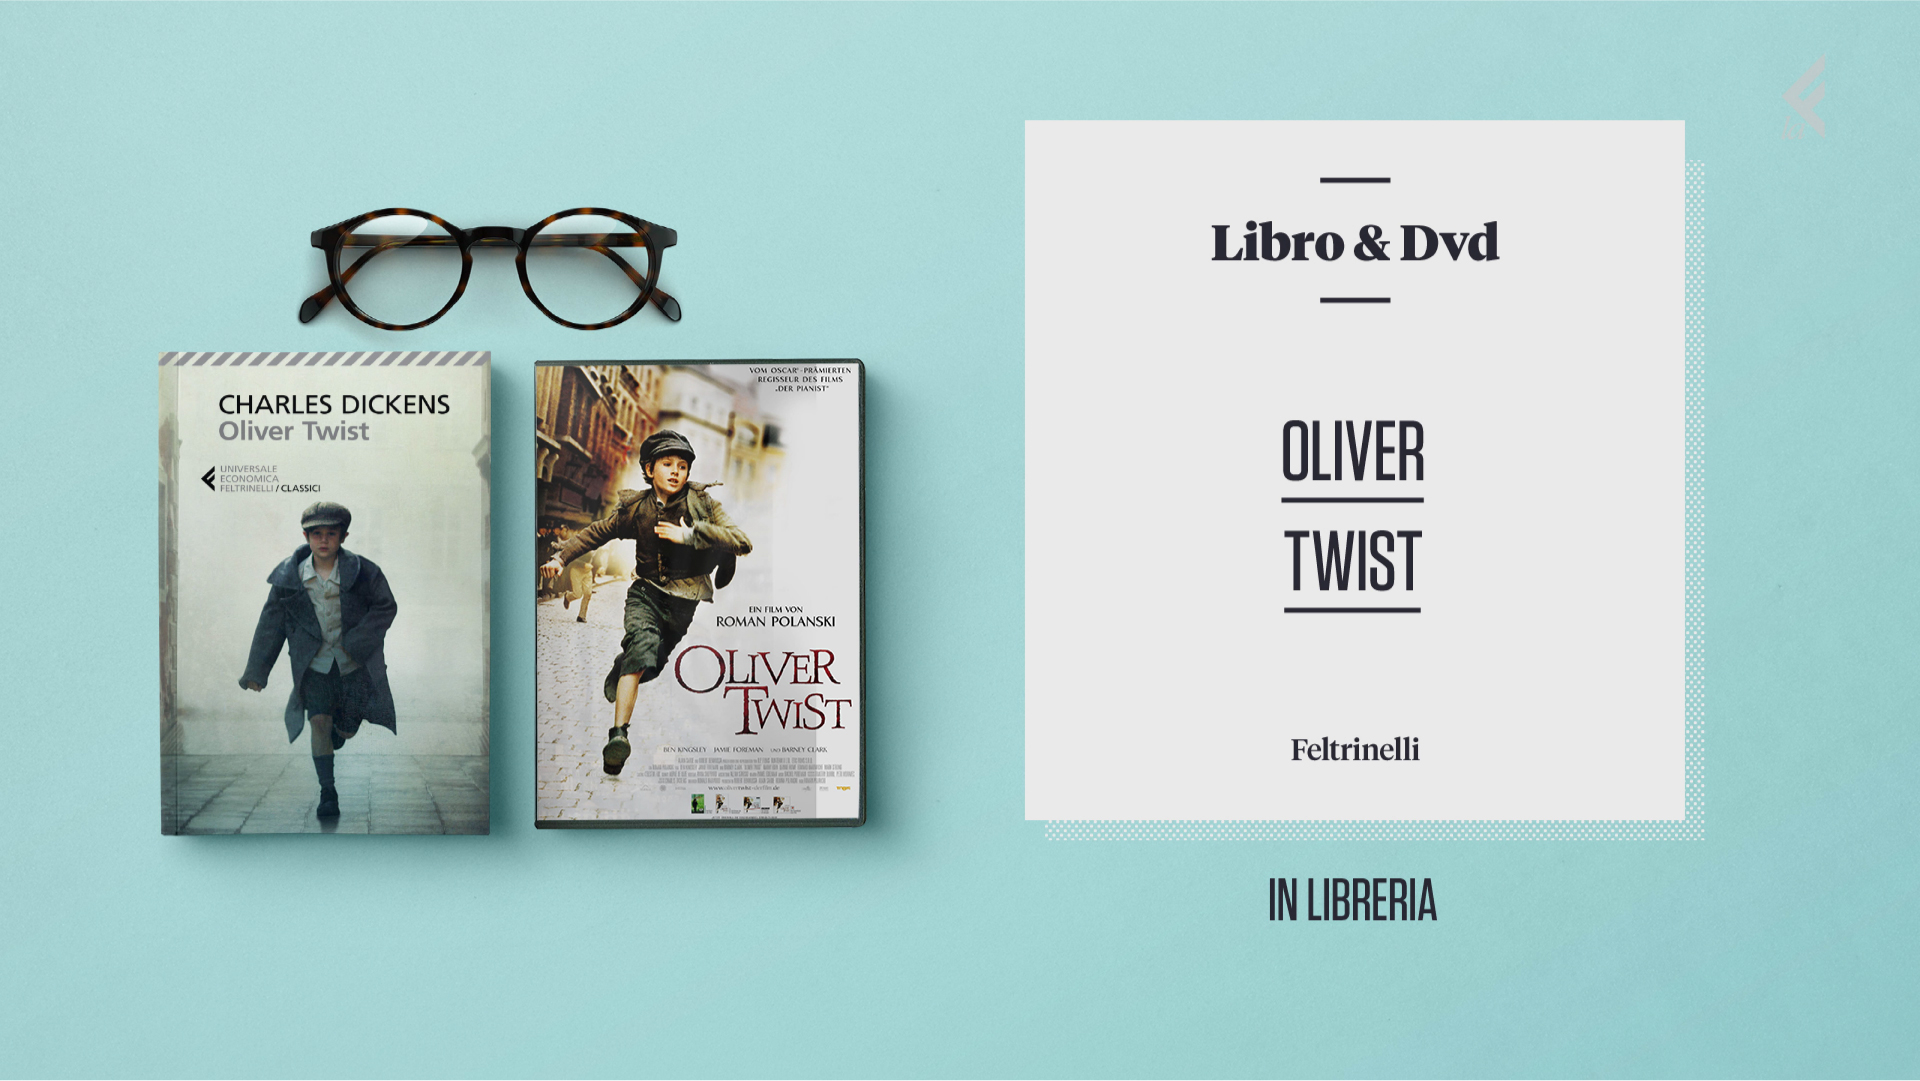 CHARLES DICKENS
Oliver Twist
UNIVERSALE
ECONOMICA
FELTRINELLI / CLASSICI
VOM OSCAR®-PRÄMIERTEN
REGISSEUR DES FILMS
„DER PIANIST“
EIN FILM VON
ROMAN POLANSKI
OLIVER
TWIST
BEN KINGSLEY JAMIE FOREMAN UND BARNEY CLARK
Libro & Dvd
OLIVER
TWIST
Feltrinelli
IN LIBRERIA